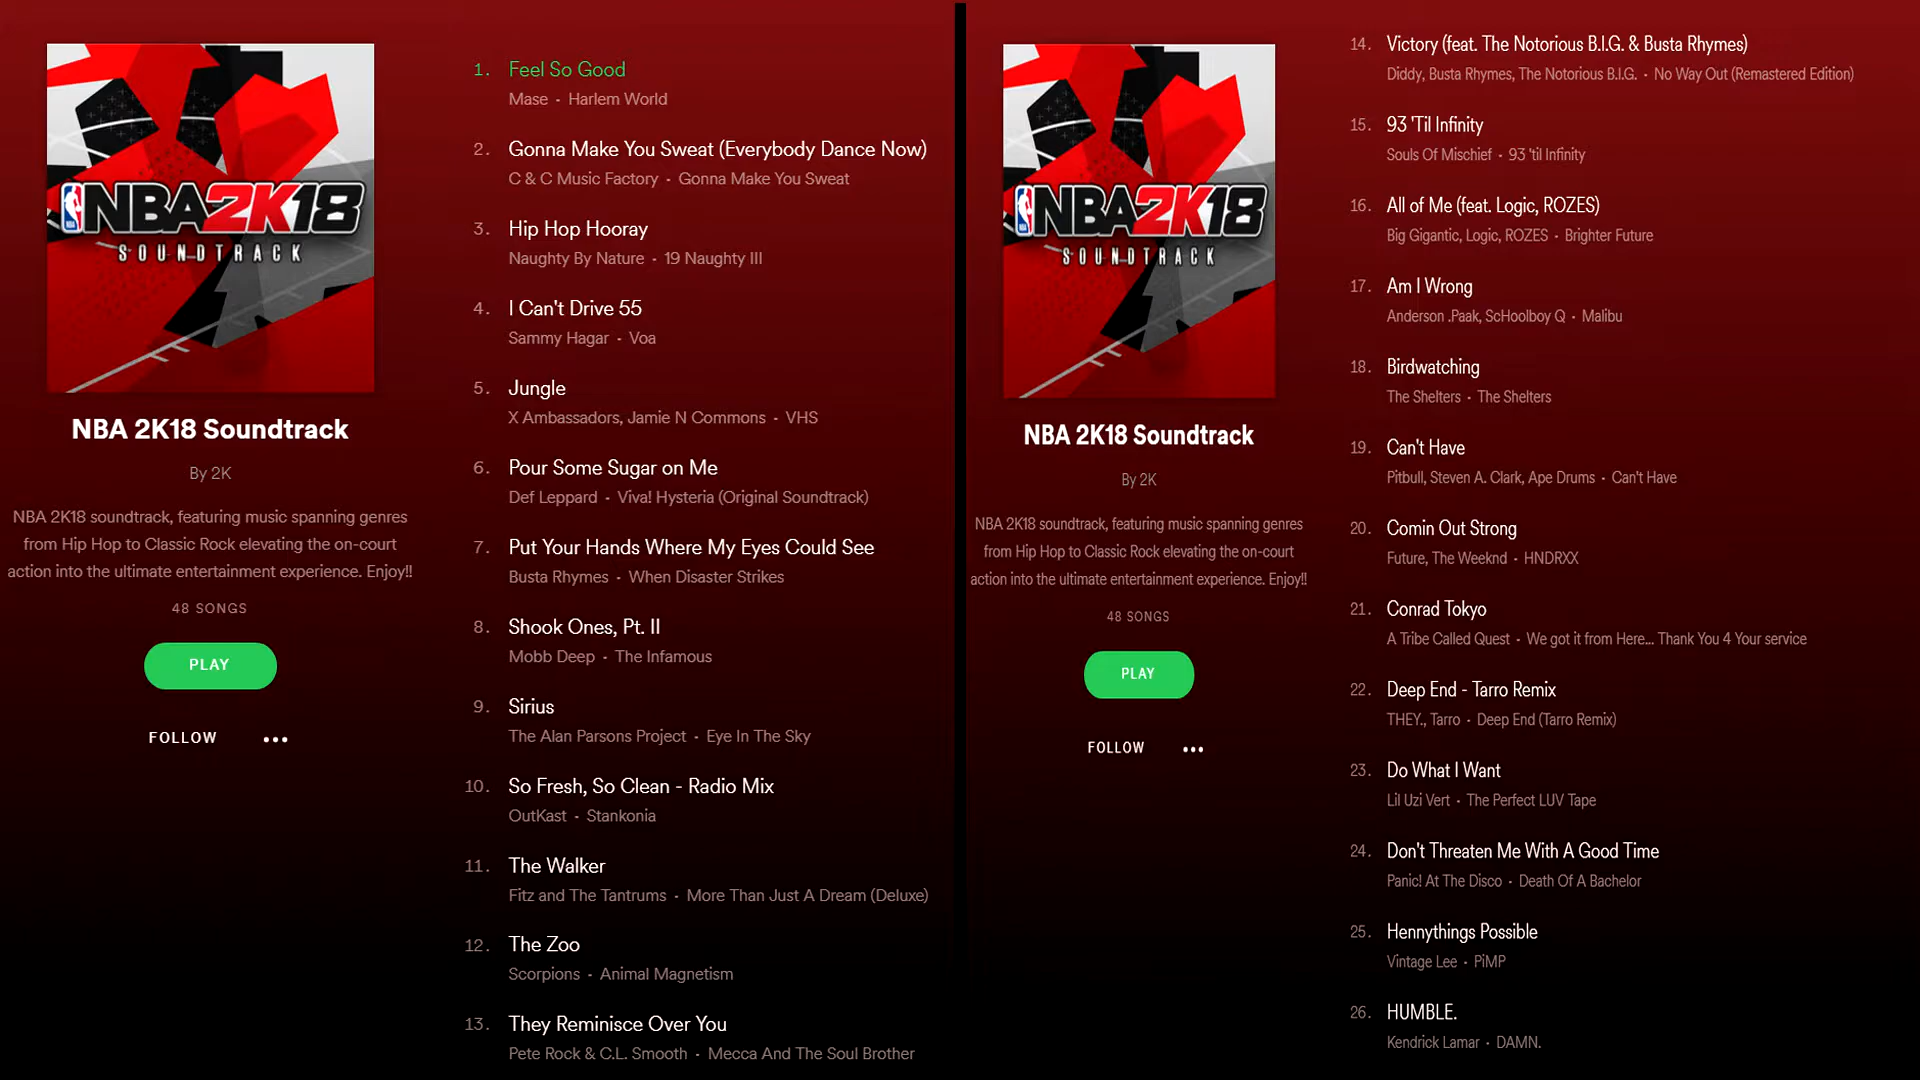 NBA 2K18
SOUNDTRACK
NBA 2K18 Soundtrack
By 2K
NBA 2K18 soundtrack, featuring music spanning genres
from Hip Hop to Classic Rock elevating the on-court
action into the ultimate entertainment experience. Enjoy!!
48 SONGS
PLAY
FOLLOW
1. Feel So Good
Mase • Harlem World
2. Gonna Make You Sweat (Everybody Dance Now)
C & C Music Factory • Gonna Make You Sweat
3. Hip Hop Hooray
Naughty By Nature • 19 Naughty III
4. I Can't Drive 55
Sammy Hagar • Voa
5. Jungle
X Ambassadors, Jamie N Commons • VHS
6. Pour Some Sugar on Me
Def Leppard • Viva! Hysteria (Original Soundtrack)
7. Put Your Hands Where My Eyes Could See
Busta Rhymes • When Disaster Strikes
8. Shook Ones, Pt. II
Mobb Deep • The Infamous
9. Sirius
The Alan Parsons Project • Eye In The Sky
10. So Fresh, So Clean - Radio Mix
OutKast • Stankonia
11. The Walker
Fitz and The Tantrums • More Than Just A Dream (Deluxe)
12. The Zoo
Scorpions • Animal Magnetism
13. They Reminisce Over You
Pete Rock & C.L. Smooth • Mecca And The Soul Brother
NBA 2K18
SOUNDTRACK
NBA 2K18 Soundtrack
By 2K
NBA 2K18 soundtrack, featuring music spanning genres
from Hip Hop to Classic Rock elevating the on-court
action into the ultimate entertainment experience. Enjoy!!
48 SONGS
PLAY
FOLLOW
14. Victory (feat. The Notorious B.I.G. & Busta Rhymes)
Diddy, Busta Rhymes, The Notorious B.I.G. • No Way Out (Remastered Edition)
15. 93 'Til Infinity
Souls Of Mischief • 93 'til Infinity
16. All of Me (feat. Logic, ROZES)
Big Gigantic, Logic, ROZES • Brighter Future
17. Am I Wrong
Anderson .Paak, ScHoolboy Q • Malibu
18. Birdwatching
The Shelters • The Shelters
19. Can't Have
Pitbull, Steven A. Clark, Ape Drums • Can't Have
20. Comin Out Strong
Future, The Weeknd • HNDRXX
21. Conrad Tokyo
A Tribe Called Quest • We got it from Here... Thank You 4 Your service
22. Deep End - Tarro Remix
THEY., Tarro • Deep End (Tarro Remix)
23. Do What I Want
Lil Uzi Vert • The Perfect LUV Tape
24. Don't Threaten Me With A Good Time
Panic! At The Disco • Death Of A Bachelor
25. Hennythings Possible
Vintage Lee • PiMP
26. HUMBLE.
Kendrick Lamar • DAMN.